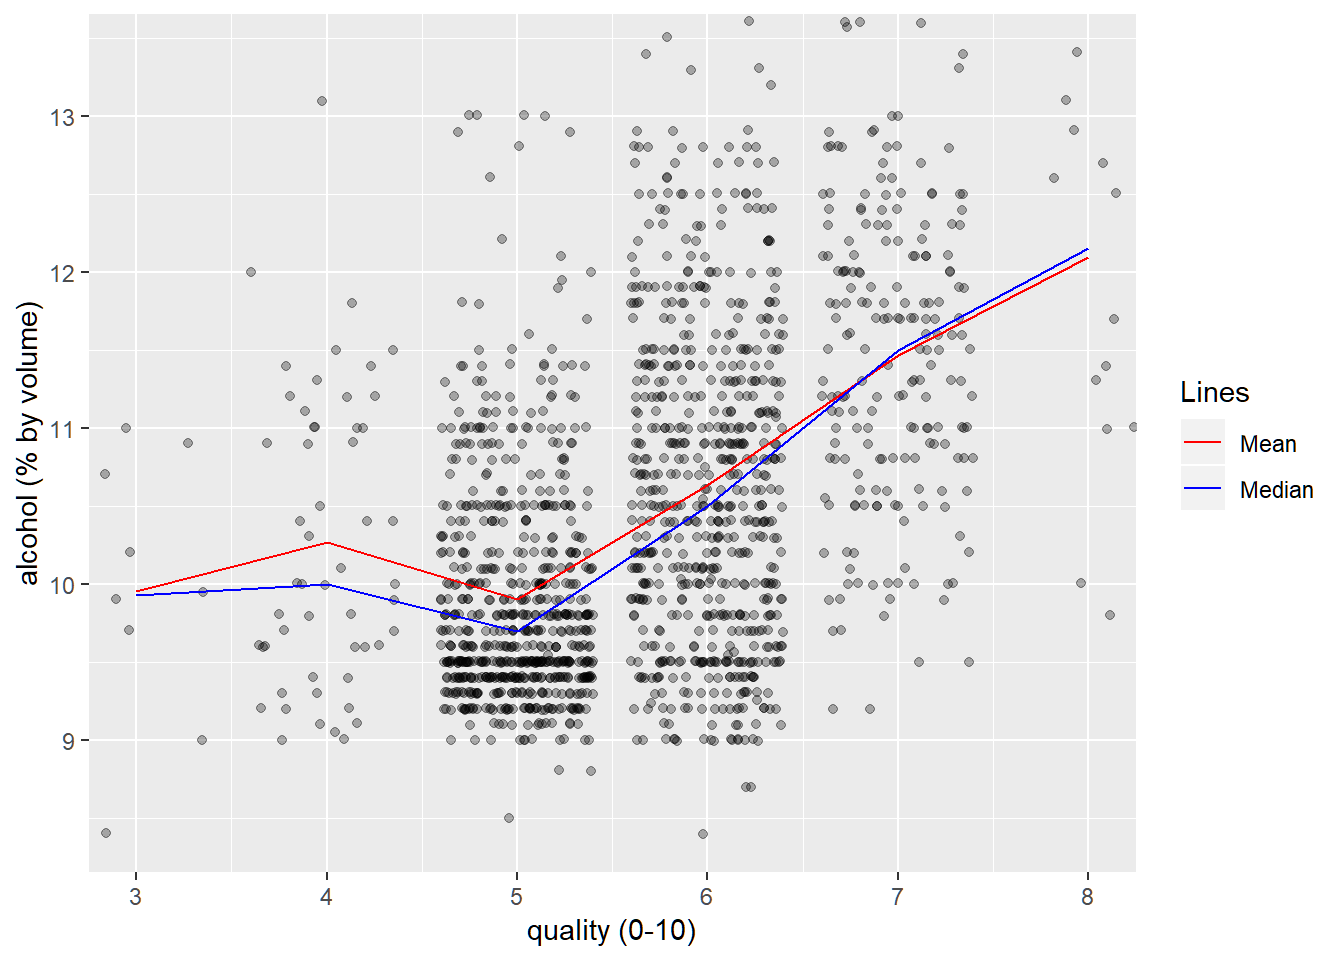 13
12
11
10
9
alcohol (% by volume)
3 4 5 6 7 8
quality (0-10)
Lines
Mean
Median